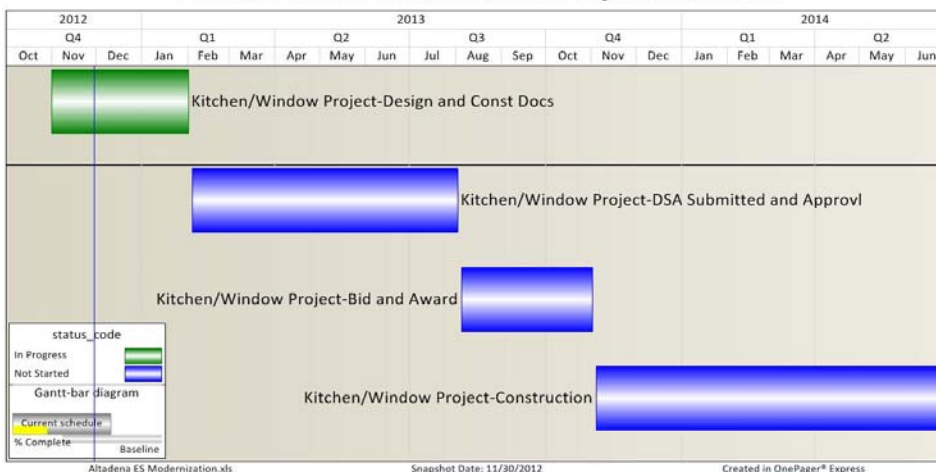 2012 2013 2014
Q4 Q1 Q2 Q3 Q4 Q1 Q2
Oct Nov Dec Jan Feb Mar Apr May Jun Jul Aug Sep Oct Nov Dec Jan Feb Mar Apr May Jun
Kitchen/Window Project-Design and Const Docs
Kitchen/Window Project-DSA Submitted and Approvl
Kitchen/Window Project-Bid and Award
Kitchen/Window Project-Construction
status_code
In Progress
Not Started
Gantt-bar diagram
Current schedule
% Complete
Baseline
Altadena ES Modernization.xls Snapshot Date: 11/30/2012 Created in OnePager® Express